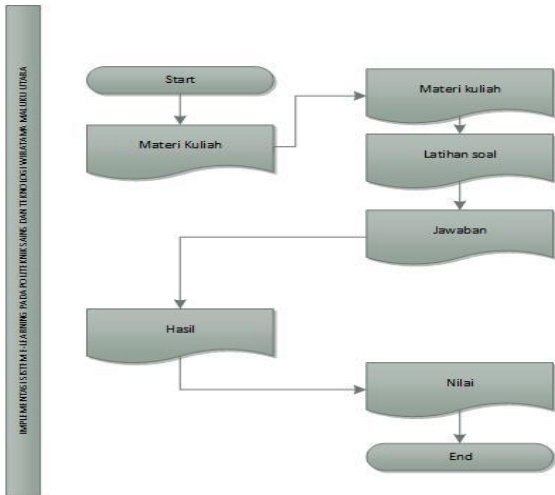 IMPLEMENTASI SISTEM E-LEARNING PADA POLITEKNIK SAINS DAN TEKNOLOGI WIRATAMA MALUKU UTARA
Start
Materi Kuliah
Materi kuliah
Latihan soal
Jawaban
Hasil
Nilai
End